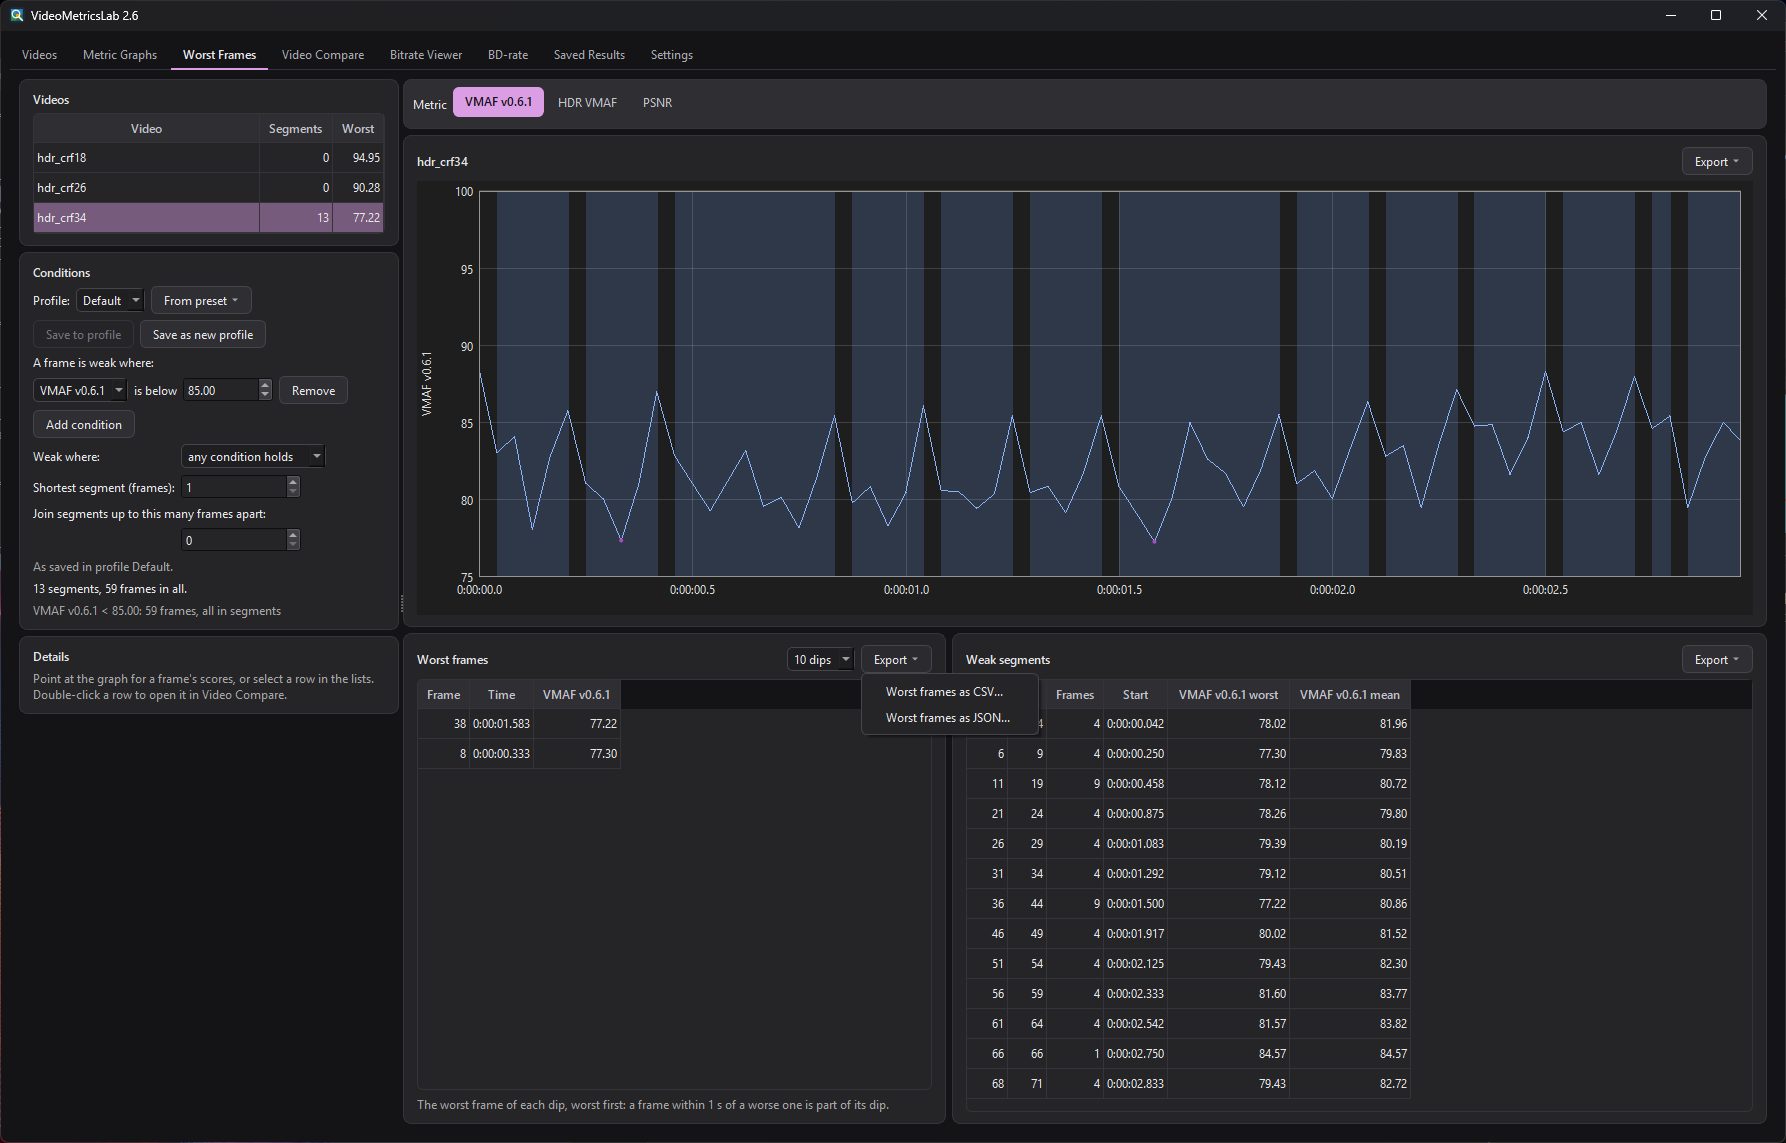 VideoMetricsLab 2.6
Videos Metric Graphs Worst Frames Video Compare Bitrate Viewer BD-rate Saved Results Settings
Videos
Video Segments Worst
hdr_crf18 0 94.95
hdr_crf26 0 90.28
hdr_crf34 13 77.22
Conditions
Profile: Default From preset
Save to profile Save as new profile
A frame is weak where:
VMAF v0.6.1 is below 85.00 Remove
Add condition
Weak where: any condition holds
Shortest segment (frames): 1
Join segments up to this many frames apart:
0
As saved in profile Default.
13 segments, 59 frames in all.
VMAF v0.6.1 < 85.00: 59 frames, all in segments
Details
Point at the graph for a frame's scores, or select a row in the lists.
Double-click a row to open it in Video Compare.
Metric VMAF v0.6.1 HDR VMAF PSNR
hdr_crf34 Export
100
95
90
85
80
75
VMAF v0.6.1
0:00:00.0 0:00:00.5 0:00:01.0 0:00:01.5 0:00:02.0 0:00:02.5
Worst frames 10 dips Export
Worst frames as CSV...
Worst frames as JSON...
Frame Time VMAF v0.6.1
38 0:00:01.583 77.22
8 0:00:00.333 77.30
The worst frame of each dip, worst first: a frame within 1 s of a worse one is part of its dip.
Weak segments Export
Frames Start VMAF v0.6.1 worst VMAF v0.6.1 mean
4 4 0:00:00.042 78.02 81.96
6 9 4 0:00:00.250 77.30 79.83
11 19 9 0:00:00.458 78.12 80.72
21 24 4 0:00:00.875 78.26 79.80
26 29 4 0:00:01.083 79.39 80.19
31 34 4 0:00:01.292 79.12 80.51
36 44 9 0:00:01.500 77.22 80.86
46 49 4 0:00:01.917 80.02 81.52
51 54 4 0:00:02.125 79.43 82.30
56 59 4 0:00:02.333 81.60 83.77
61 64 4 0:00:02.542 81.57 83.82
66 66 1 0:00:02.750 84.57 84.57
68 71 4 0:00:02.833 79.43 82.72